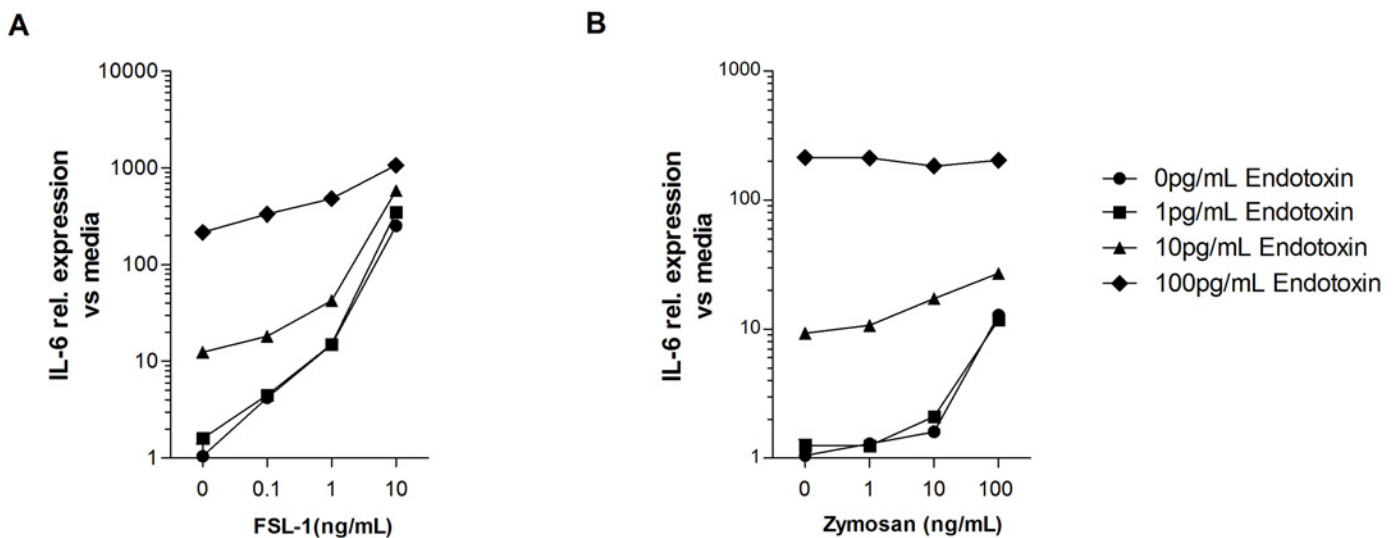 A
IL-6 rel. expression
vs media
10000
1000
100
10
1
0 0.1 1 10
FSL-1(ng/mL)
B
IL-6 rel. expression
vs media
1000
100
10
1
0 1 10 100
Zymosan (ng/mL)
0pg/mL Endotoxin
1pg/mL Endotoxin
10pg/mL Endotoxin
100pg/mL Endotoxin